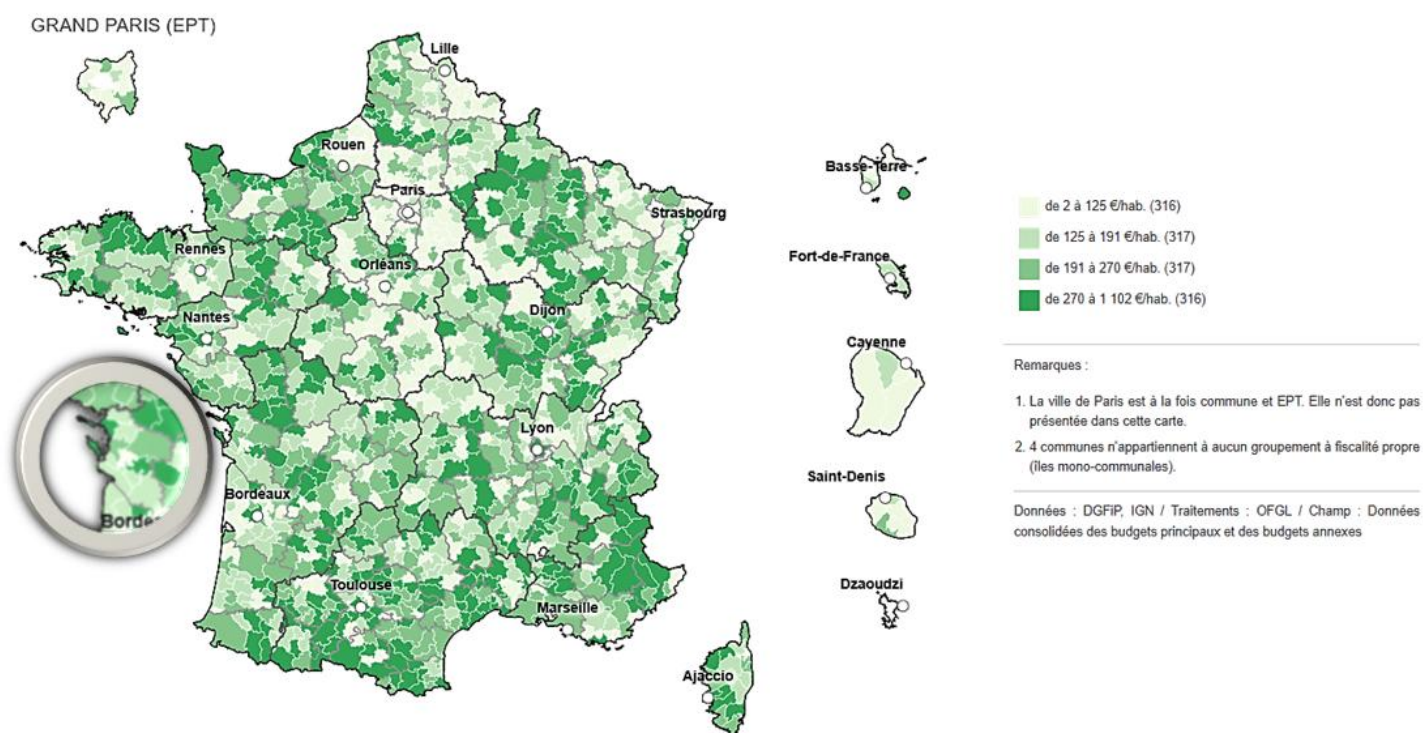 GRAND PARIS (EPT)
Lille
Rouen
Paris
Strasbourg
Rennes
Orléans
Nantes
Dijon
Lyon
Bordeaux
Borde
Toulouse
Marseille
Ajaccio
Basse-Terre
Fort-de-France
Cayenne
Saint-Denis
Dzaoudzi
de 2 à 125 €/hab. (316)
de 125 à 191 €/hab. (317)
de 191 à 270 €/hab. (317)
de 270 à 1 102 €/hab. (316)
Remarques :
1. La ville de Paris est à la fois commune et EPT. Elle n'est donc pas
présentée dans cette carte.
2. 4 communes n'appartiennent à aucun groupement à fiscalité propre
(îles mono-communales).
Données : DGFiP, IGN / Traitements : OFGL / Champ : Données
consolidées des budgets principaux et des budgets annexes